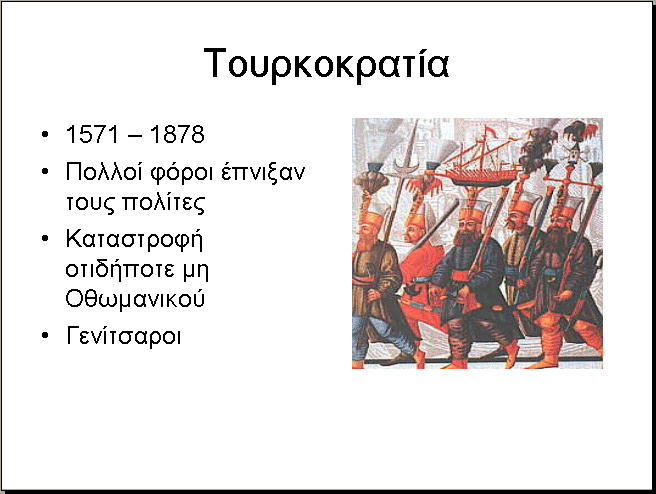 Τουρκοκρατία
• 1571 – 1878
• Πολλοί φόροι έπνιξαν
τους πολίτες
• Καταστροφή
οτιδήποτε μη
Οθωμανικού
• Γενίτσαροι